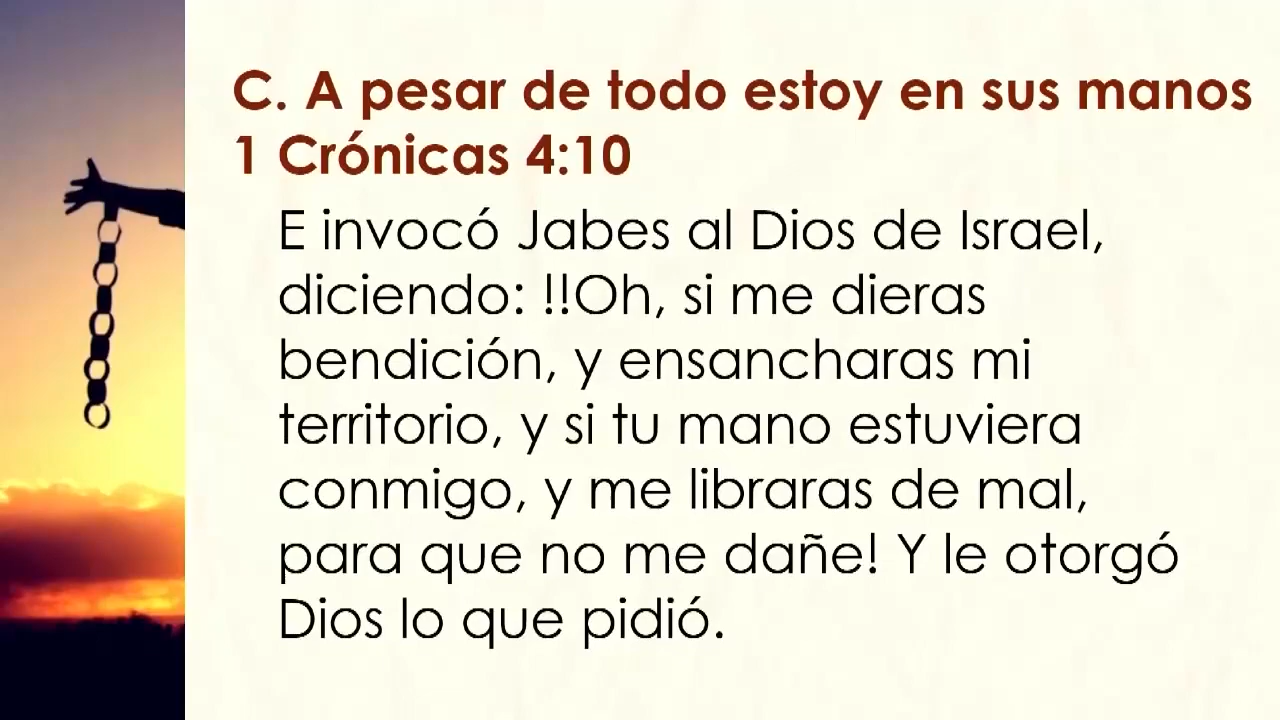 C. A pesar de todo estoy en sus manos
1 Crónicas 4:10
E invocó Jabes al Dios de Israel,
diciendo: !!Oh, si me dieras
bendición, y ensancharas mi
territorio, y si tu mano estuviera
conmigo, y me libraras de mal,
para que no me dañe! Y le otorgó
Dios lo que pidió.